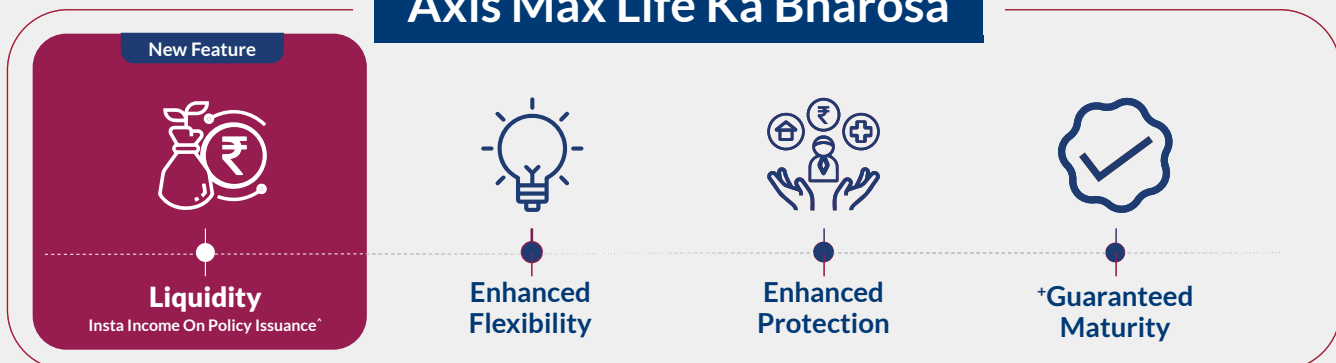 Axis Max Life Ka Bharosa
New Feature
Liquidity
Insta Income On Policy Issuance^
Enhanced
Flexibility
Enhanced
Protection
+Guaranteed
Maturity